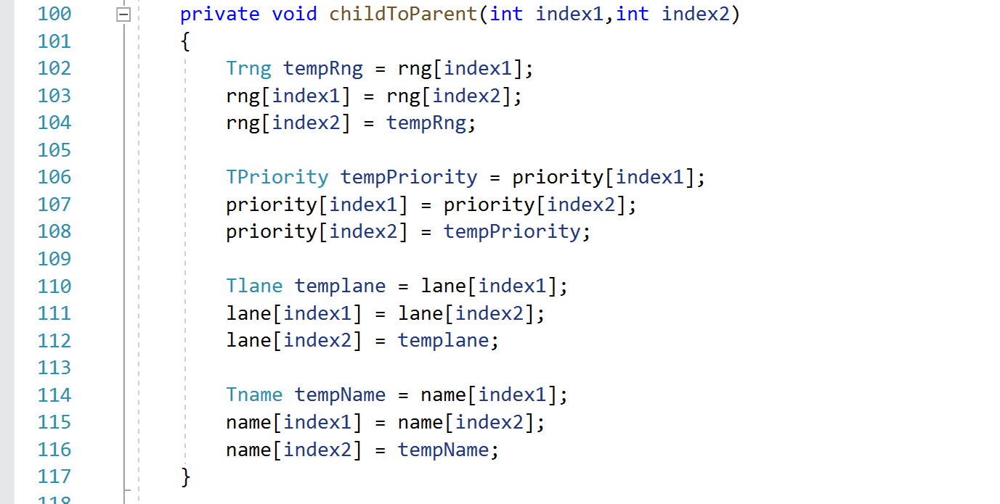 100 private void childToParent(int index1,int index2)
101 {
102 Trng tempRng = rng[index1];
103 rng[index1] = rng[index2];
104 rng[index2] = tempRng;
105
106 TPriority tempPriority = priority[index1];
107 priority[index1] = priority[index2];
108 priority[index2] = tempPriority;
109
110 Tlane templane = lane[index1];
111 lane[index1] = lane[index2];
112 lane[index2] = templane;
113
114 Tname tempName = name[index1];
115 name[index1] = name[index2];
116 name[index2] = tempName;
117 }
118